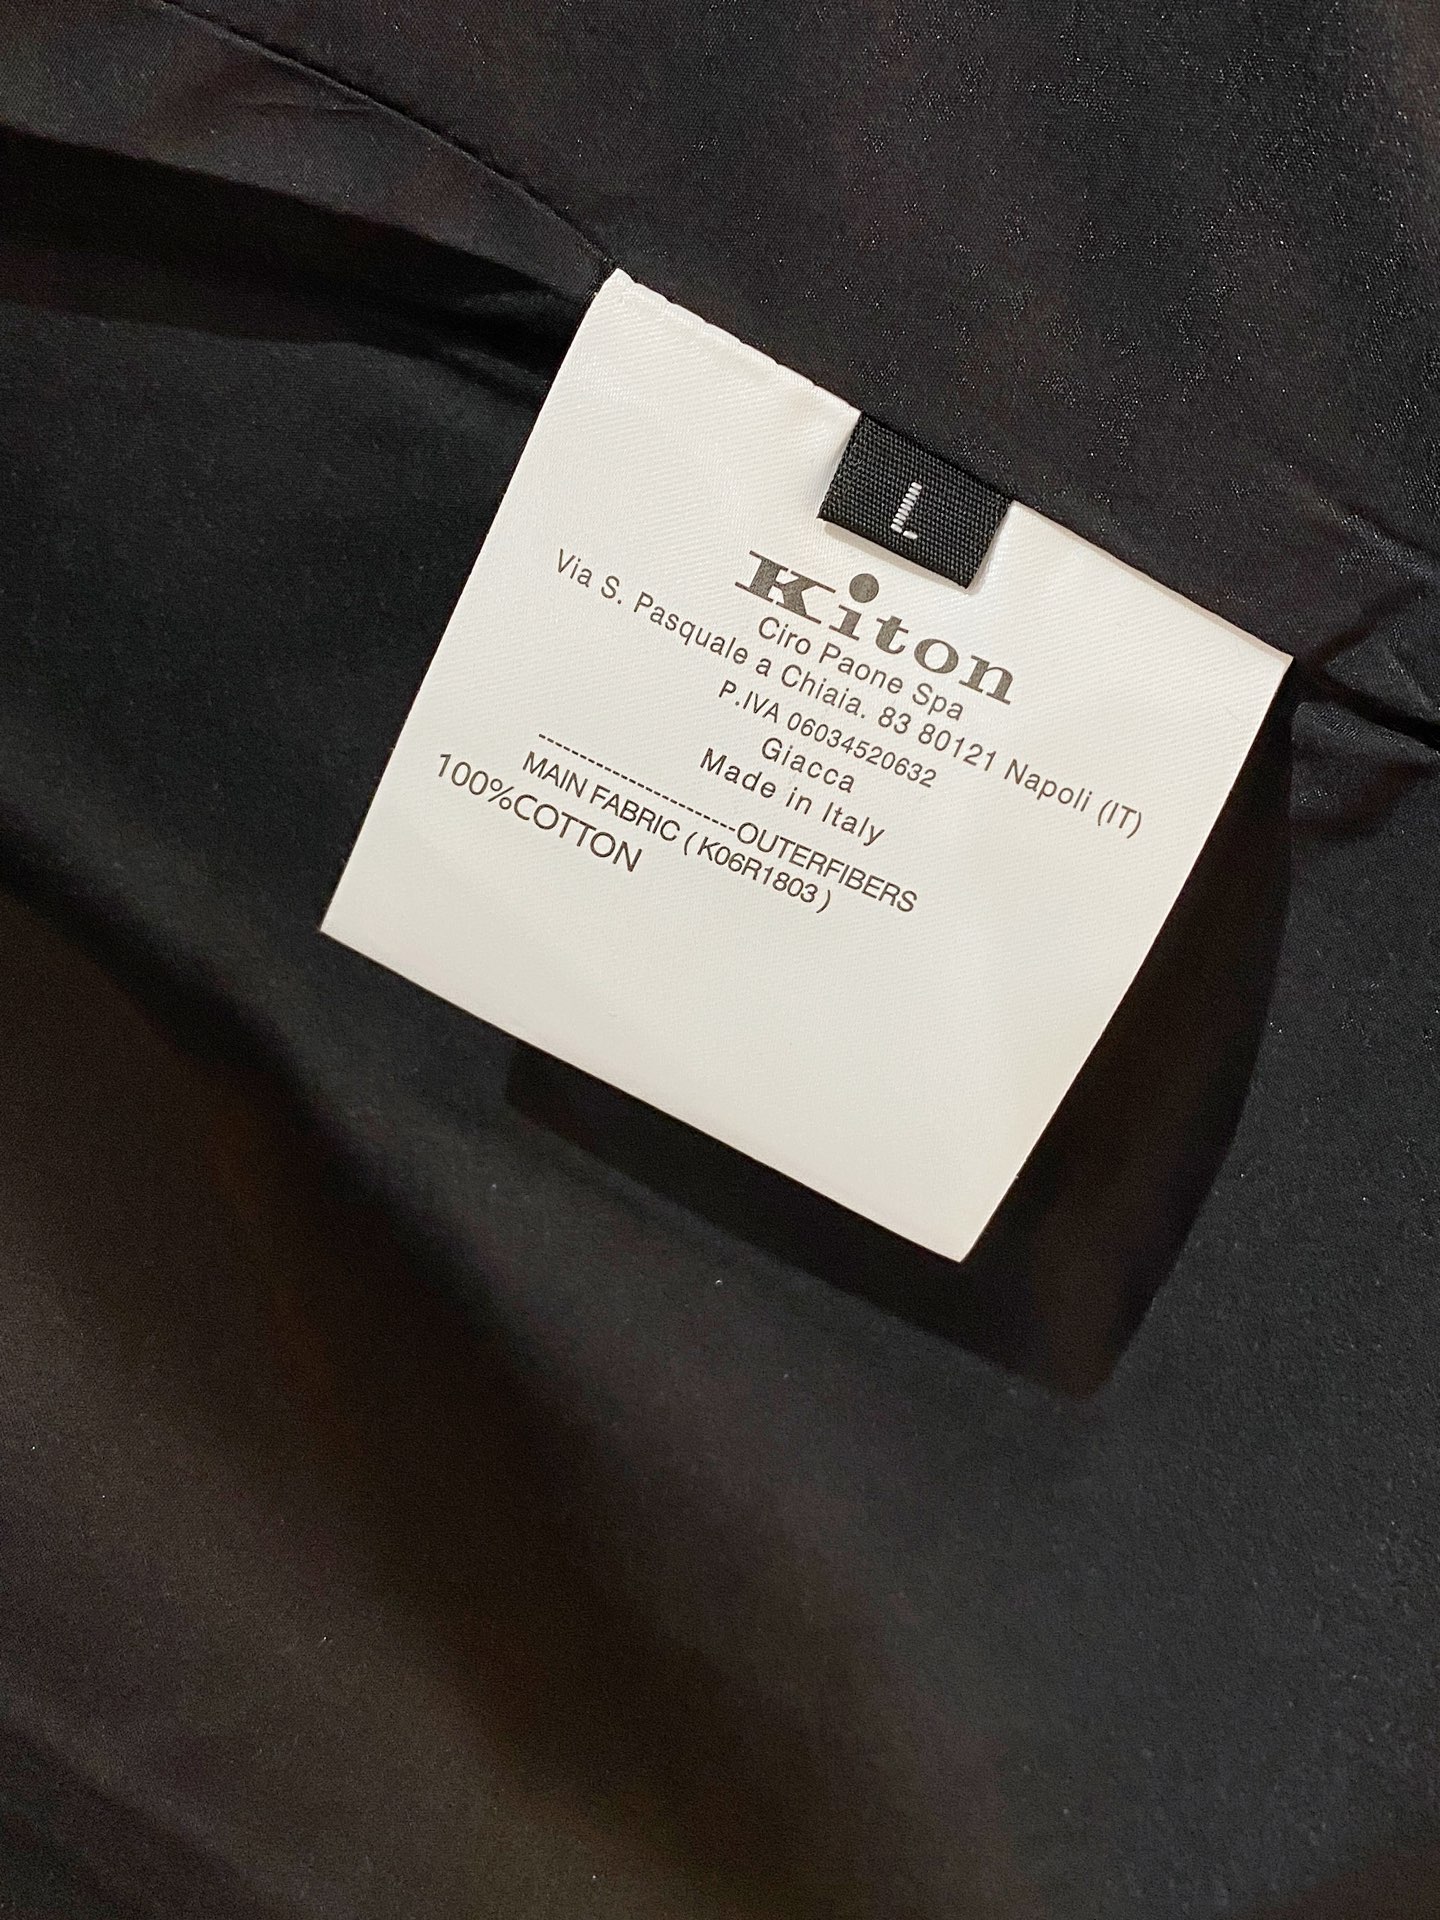 L
Kiton
Ciro Paone Spa
Via S. Pasquale a Chiaia. 83 80121 Napoli (IT)
P.IVA 06034520632
Giacca
Made in Italy
--------------------OUTERFIBERS
MAIN FABRIC ( K06R1803 )
100%COTTON